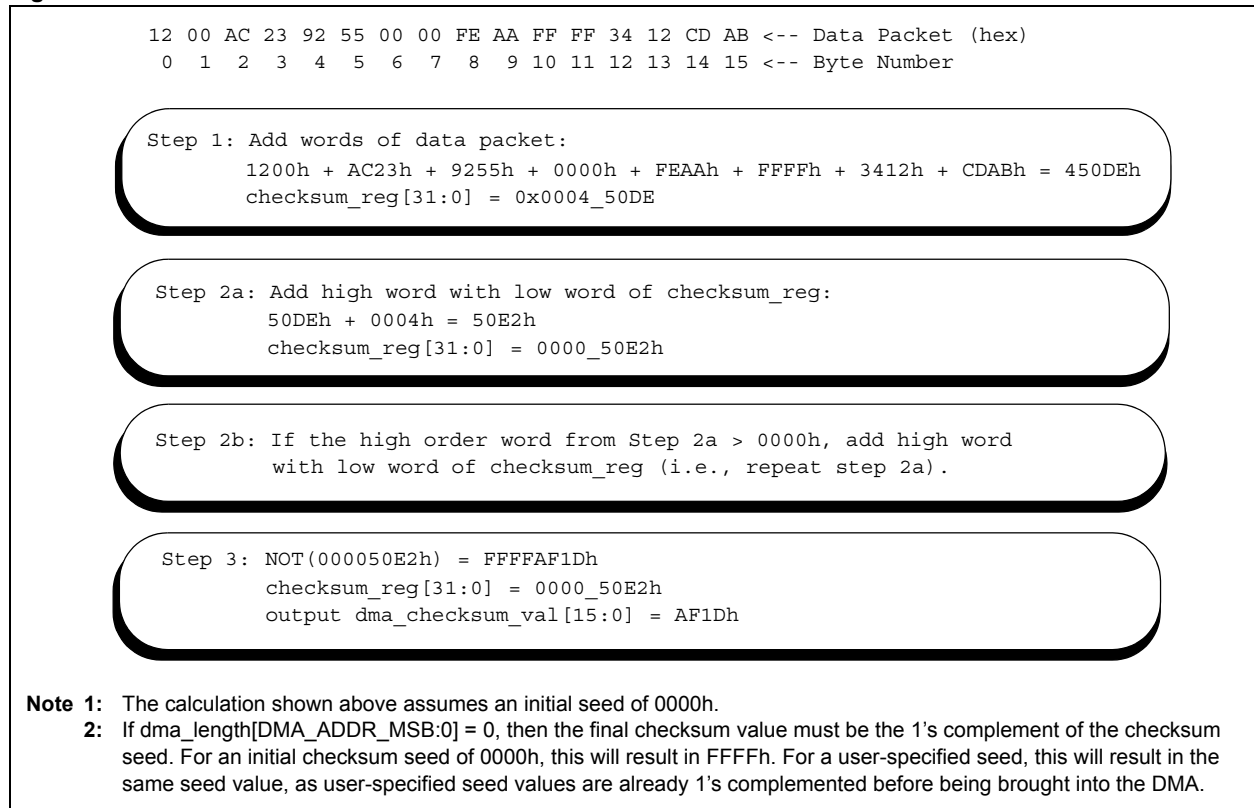 12 00 AC 23 92 55 00 00 FE AA FF FF 34 12 CD AB <-- Data Packet (hex)
0 1 2 3 4 5 6 7 8 9 10 11 12 13 14 15 <-- Byte Number
Step 1: Add words of data packet:
1200h + AC23h + 9255h + 0000h + FEAAh + FFFFh + 3412h + CDABh = 450DEh
checksum_reg[31:0] = 0x0004_50DE
Step 2a: Add high word with low word of checksum_reg:
50DEh + 0004h = 50E2h
checksum_reg[31:0] = 0000_50E2h
Step 2b: If the high order word from Step 2a > 0000h, add high word
with low word of checksum_reg (i.e., repeat step 2a).
Step 3: NOT(000050E2h) = FFFFAF1Dh
checksum_reg[31:0] = 0000_50E2h
output dma_checksum_val[15:0] = AF1Dh
Note 1: The calculation shown above assumes an initial seed of 0000h.
2: If dma_length[DMA_ADDR_MSB:0] = 0, then the final checksum value must be the 1's complement of the checksum
seed. For an initial checksum seed of 0000h, this will result in FFFFh. For a user-specified seed, this will result in the
same seed value, as user-specified seed values are already 1's complemented before being brought into the DMA.